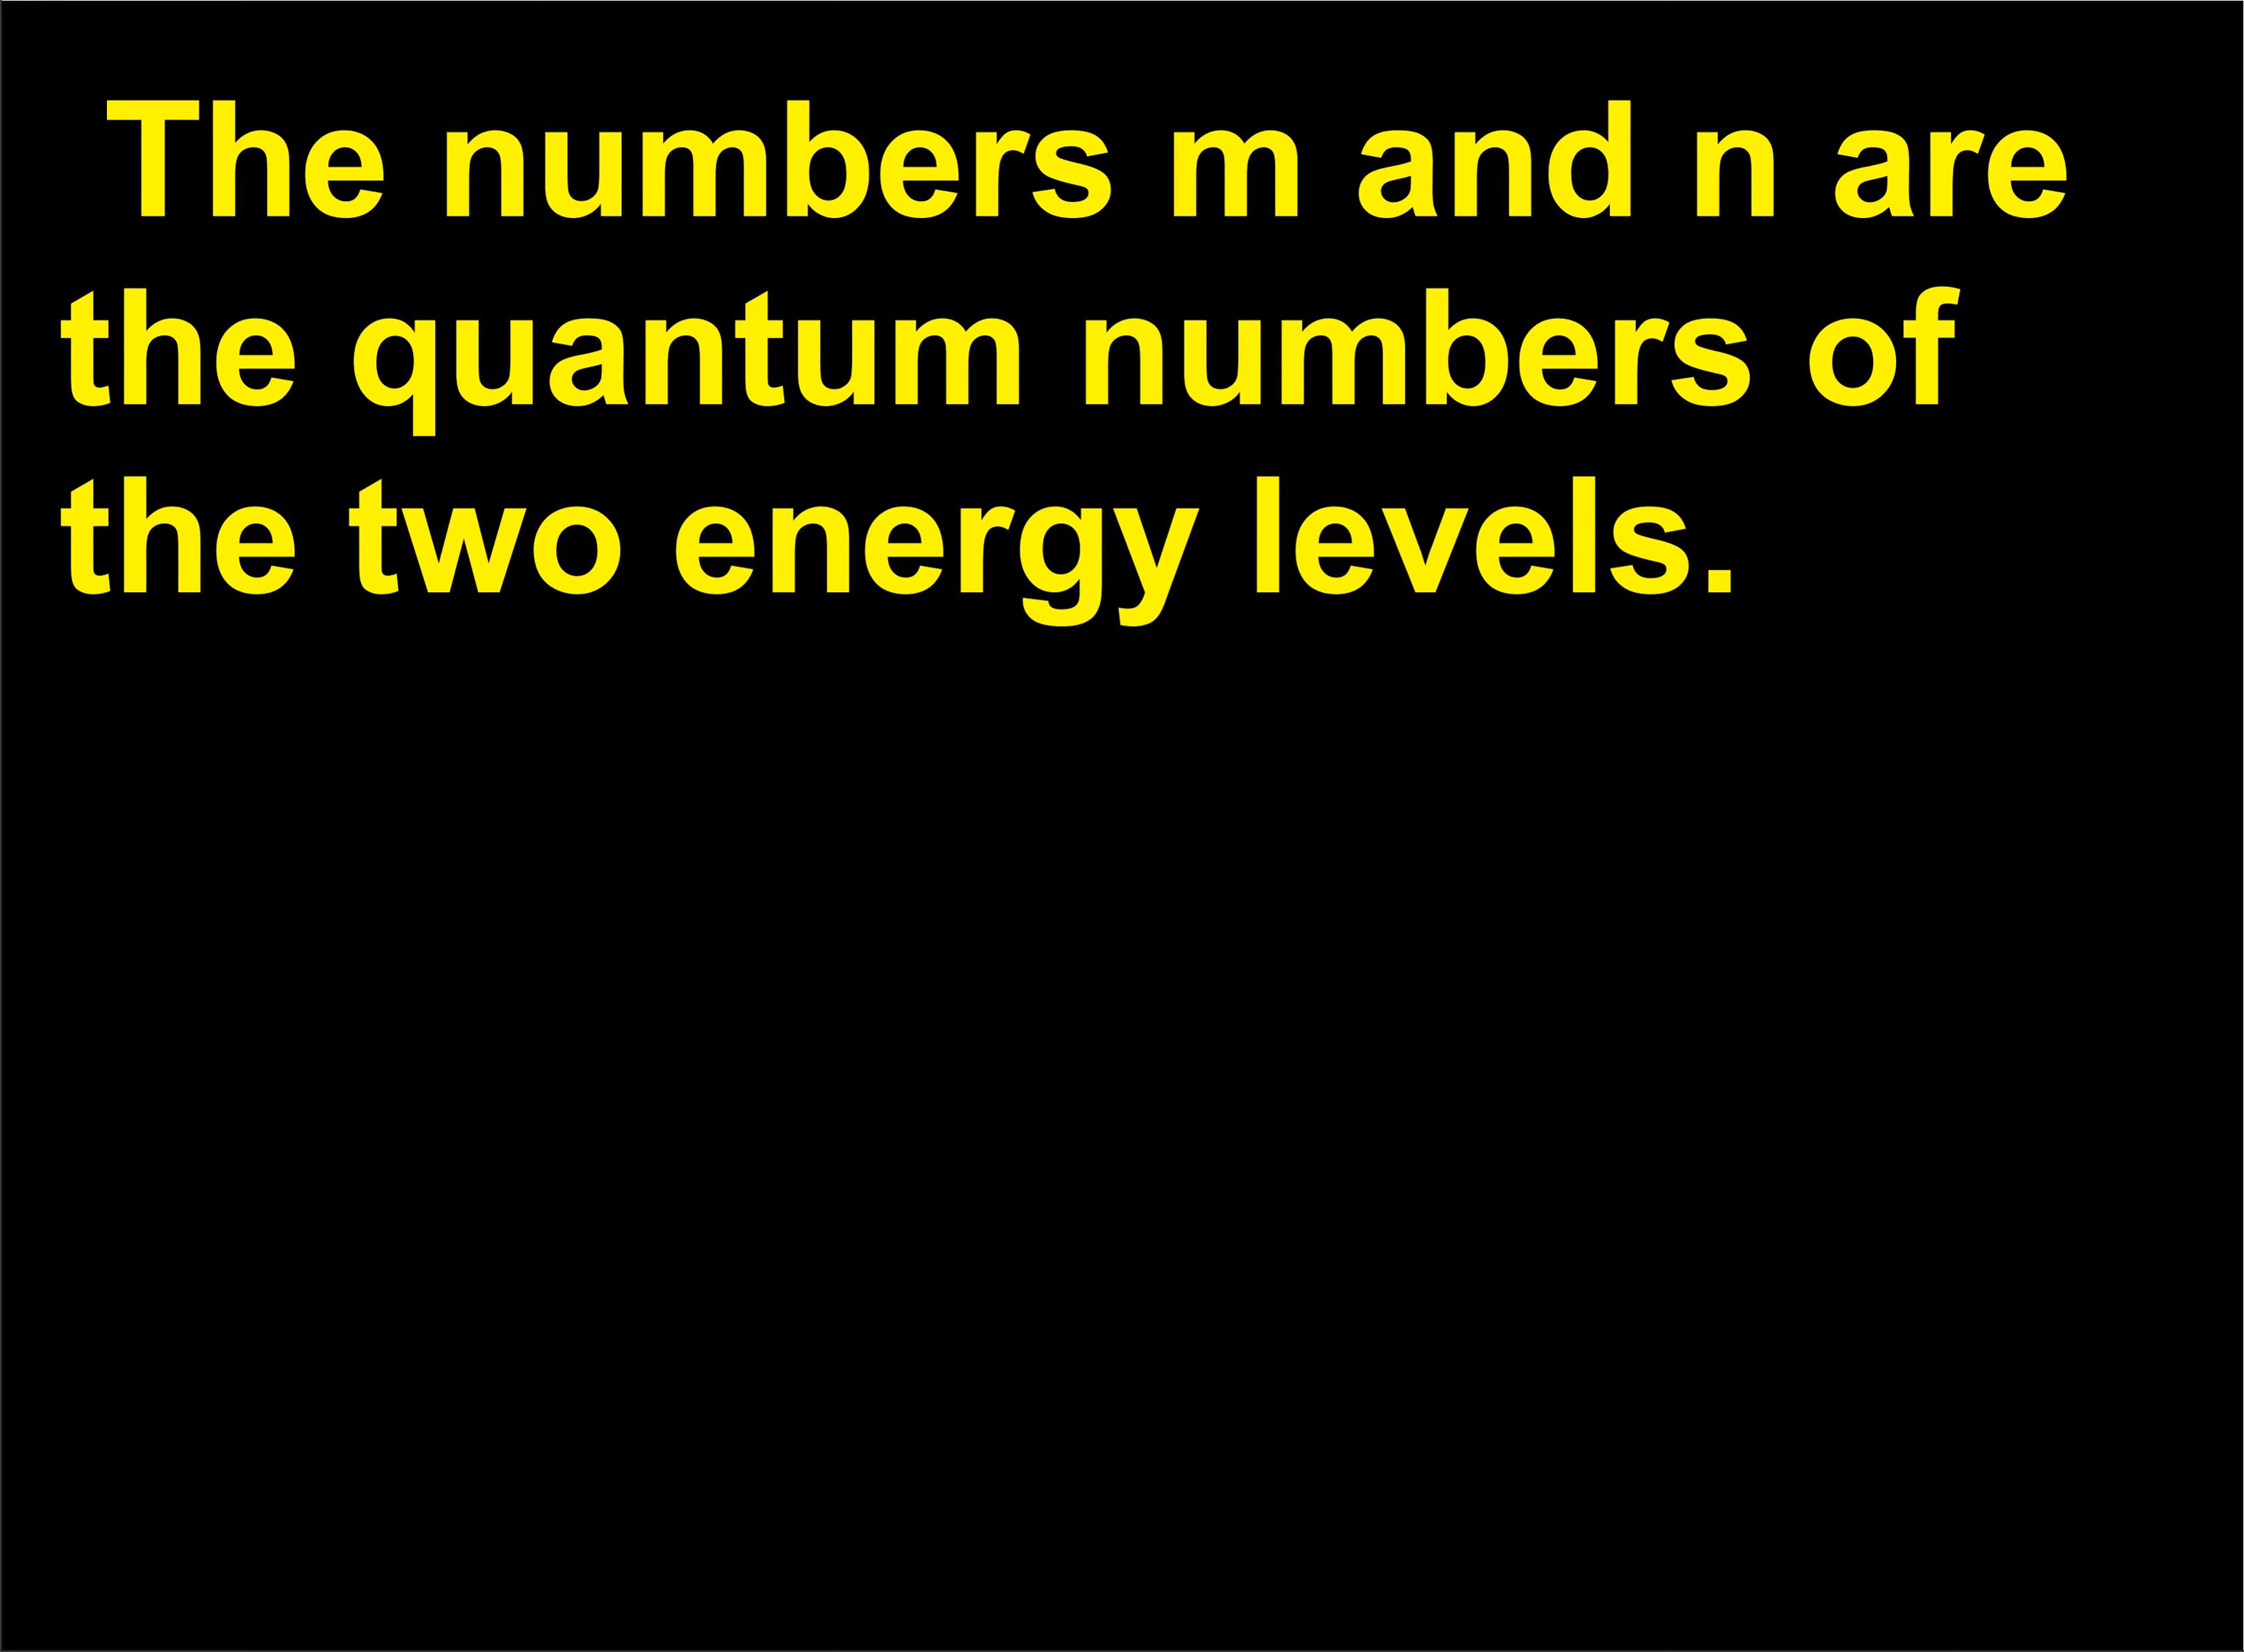 The numbers m and n are
the quantum numbers of
the two energy levels.